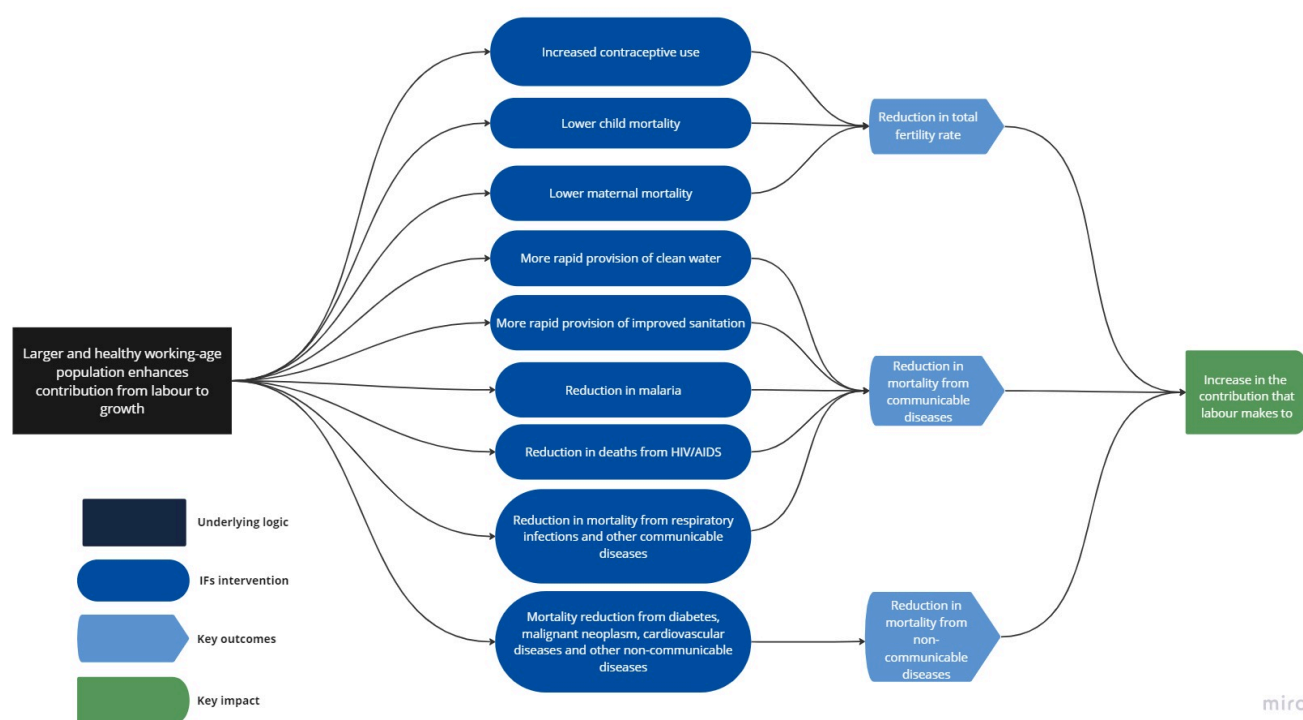 Increased contraceptive use
Lower child mortality
Reduction in total
fertility rate
Lower maternal mortality
More rapid provision of clean water
More rapid provision of improved sanitation
Larger and healthy working-age
population enhances
contribution from labour to
growth
Reduction in malaria
Reduction in
mortality from
communicable
diseases
Increase in the
contribution that
labour makes to
Reduction in deaths from HIV/AIDS
Reduction in mortality from respiratory
infections and other communicable
diseases
Mortality reduction from diabetes,
malignant neoplasm, cardiovascular
diseases and other non-communicable
diseases
Reduction in
mortality from
non-
communicable
diseases
Underlying logic
IFs intervention
Key outcomes
Key impact